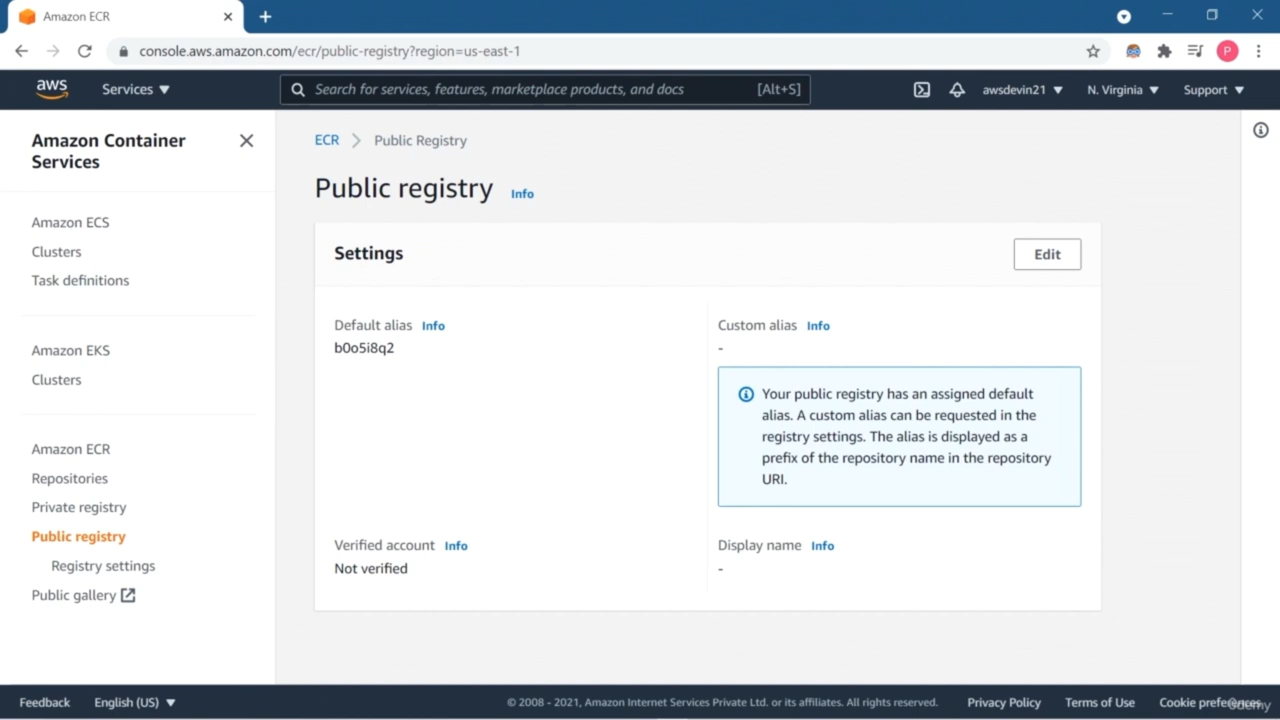 Amazon ECR
console.aws.amazon.com/ecr/public-registry?region=us-east-1
P
aws
Services
Search for services, features, marketplace products, and docs
[Alt+S]
awsdevin21
N. Virginia
Support
Amazon Container
Services
Amazon ECS
Clusters
Task definitions
Amazon EKS
Clusters
Amazon ECR
Repositories
Private registry
Public registry
Registry settings
Public gallery
ECR > Public Registry
Public registry Info
Settings
Edit
Default alias Info
b0o5i8q2
Custom alias Info
-
Your public registry has an assigned default
alias. A custom alias can be requested in the
registry settings. The alias is displayed as a
prefix of the repository name in the repository
URI.
Verified account Info
Not verified
Display name Info
-
Feedback
English (US)
© 2008 - 2021, Amazon Internet Services Private Ltd. or its affiliates. All rights reserved.
Privacy Policy
Terms of Use
Cookie preferences
Udemy